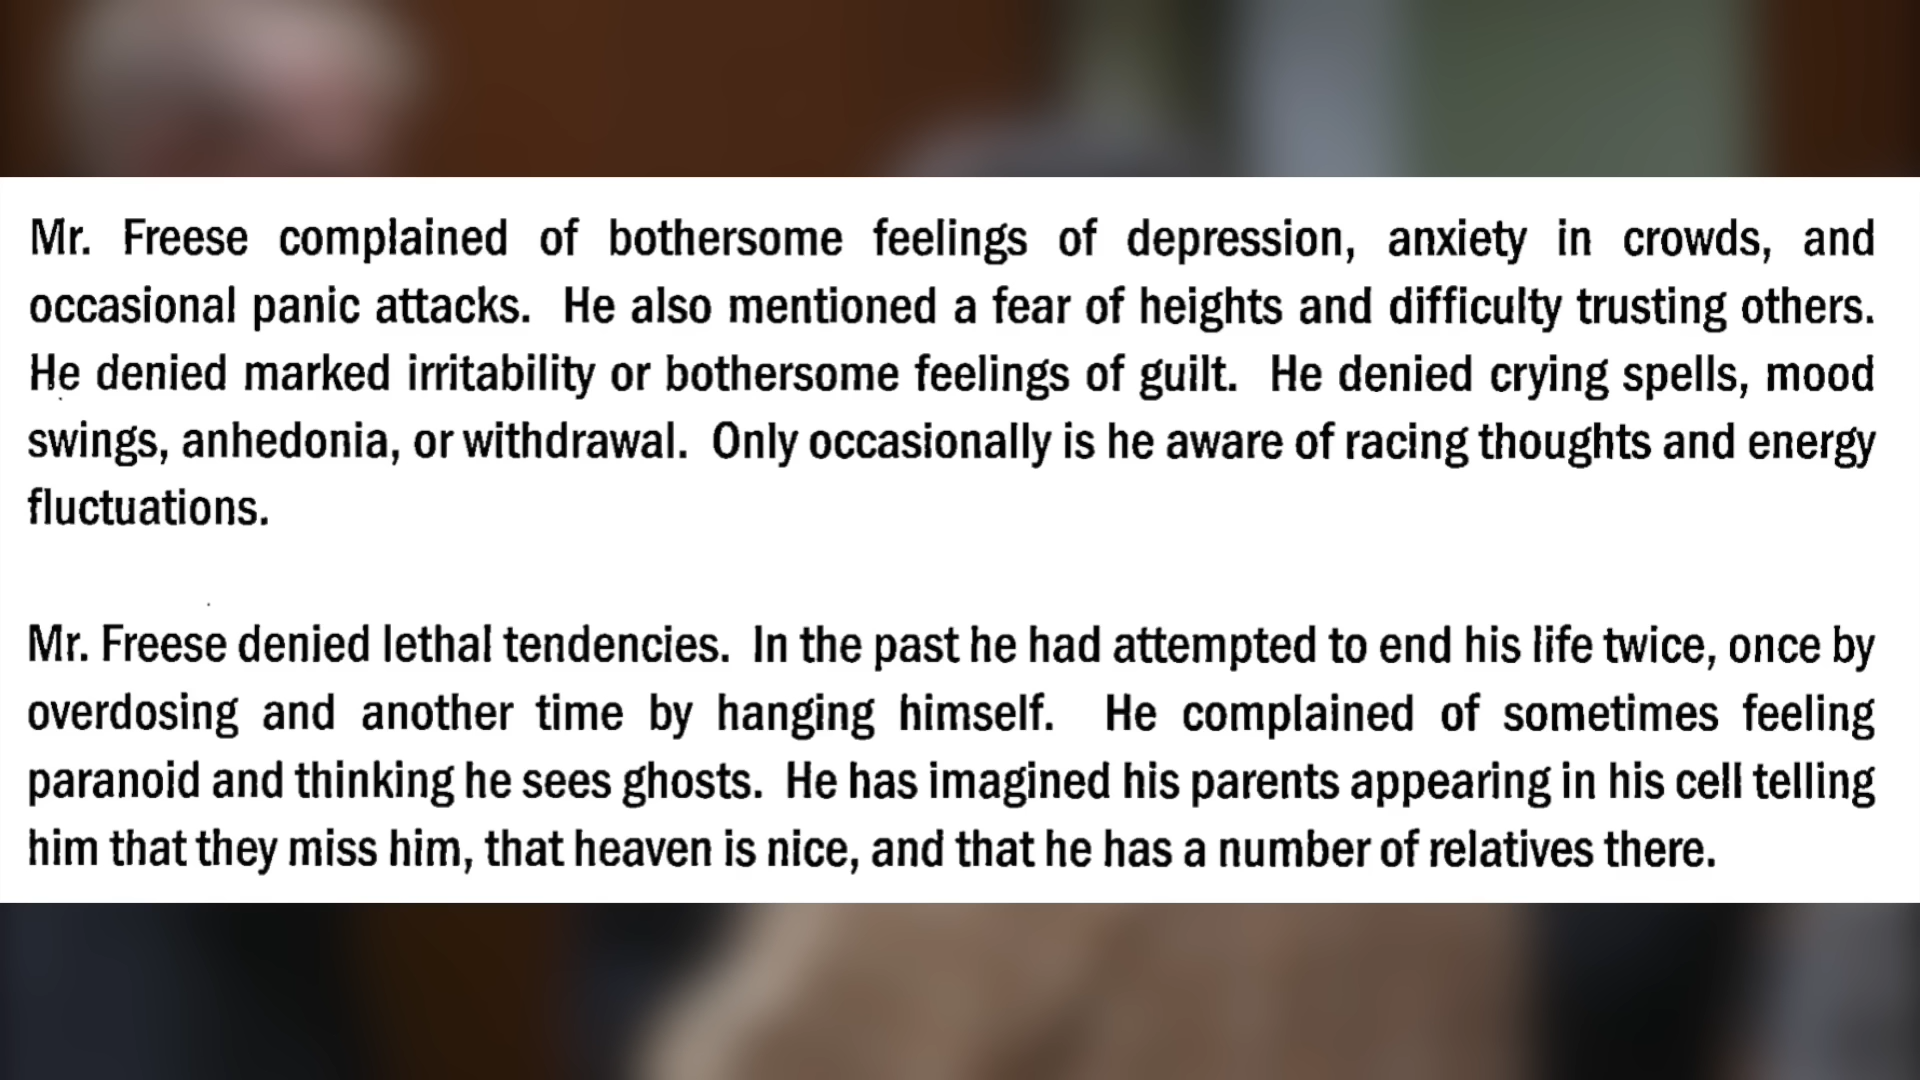 Mr. Freese complained of bothersome feelings of depression, anxiety in crowds, and
occasional panic attacks. He also mentioned a fear of heights and difficulty trusting others.
He denied marked irritability or bothersome feelings of guilt. He denied crying spells, mood
swings, anhedonia, or withdrawal. Only occasionally is he aware of racing thoughts and energy
fluctuations.
Mr. Freese denied lethal tendencies. In the past he had attempted to end his life twice, once by
overdosing and another time by hanging himself. He complained of sometimes feeling
paranoid and thinking he sees ghosts. He has imagined his parents appearing in his cell telling
him that they miss him, that heaven is nice, and that he has a number of relatives there.